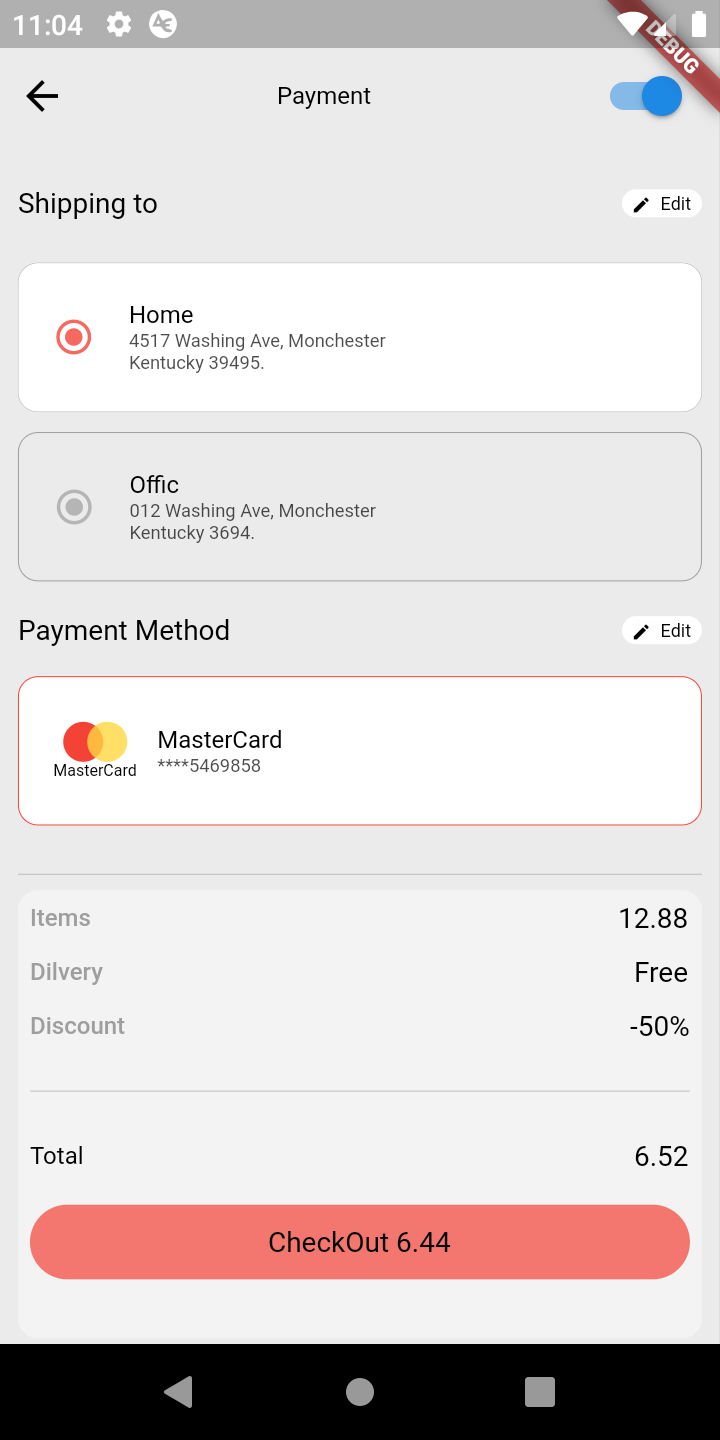 11:04
DEBUG
Payment
Shipping to
Edit
Home
4517 Washing Ave, Monchester
Kentucky 39495.
Offic
012 Washing Ave, Monchester
Kentucky 3694.
Payment Method
Edit
MasterCard
MasterCard
****5469858
Items 12.88
Dilvery Free
Discount -50%
Total 6.52
CheckOut 6.44